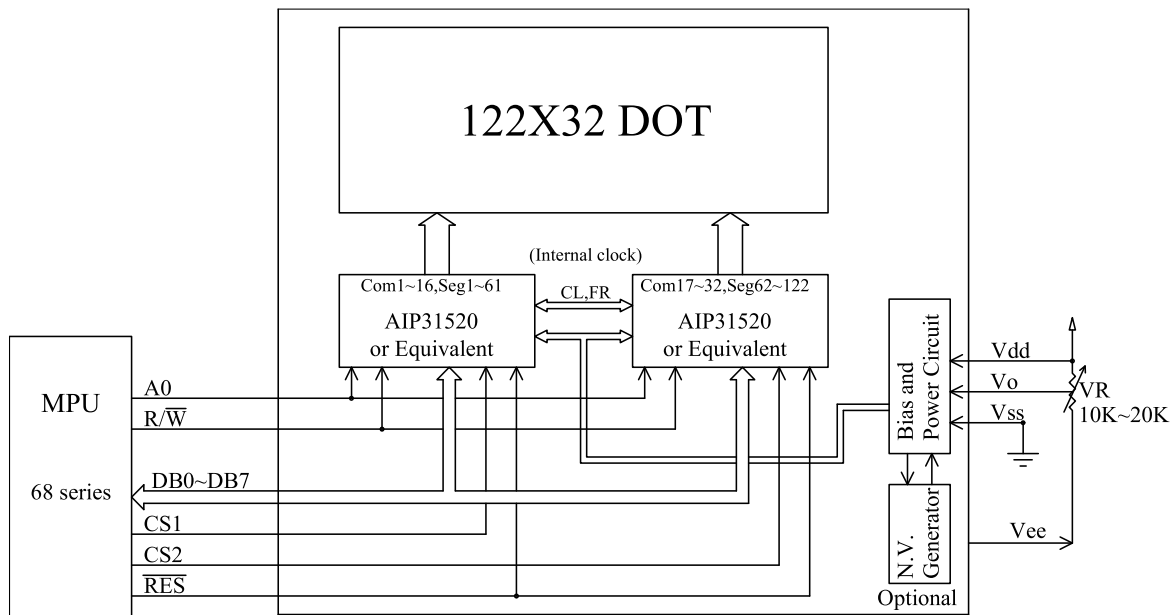 122X32 DOT
(Internal clock)
Com1~16,Seg1~61
CL,FR
Com17~32,Seg62~122
AIP31520
or Equivalent
AIP31520
or Equivalent
MPU
68 series
A0
R/W̅
DB0~DB7
CS1
CS2
R̅E̅S̅
Bias and
Power Circuit
Vdd
Vo
Vss
VR
10K~20K
N.V.
Generator
Vee
Optional